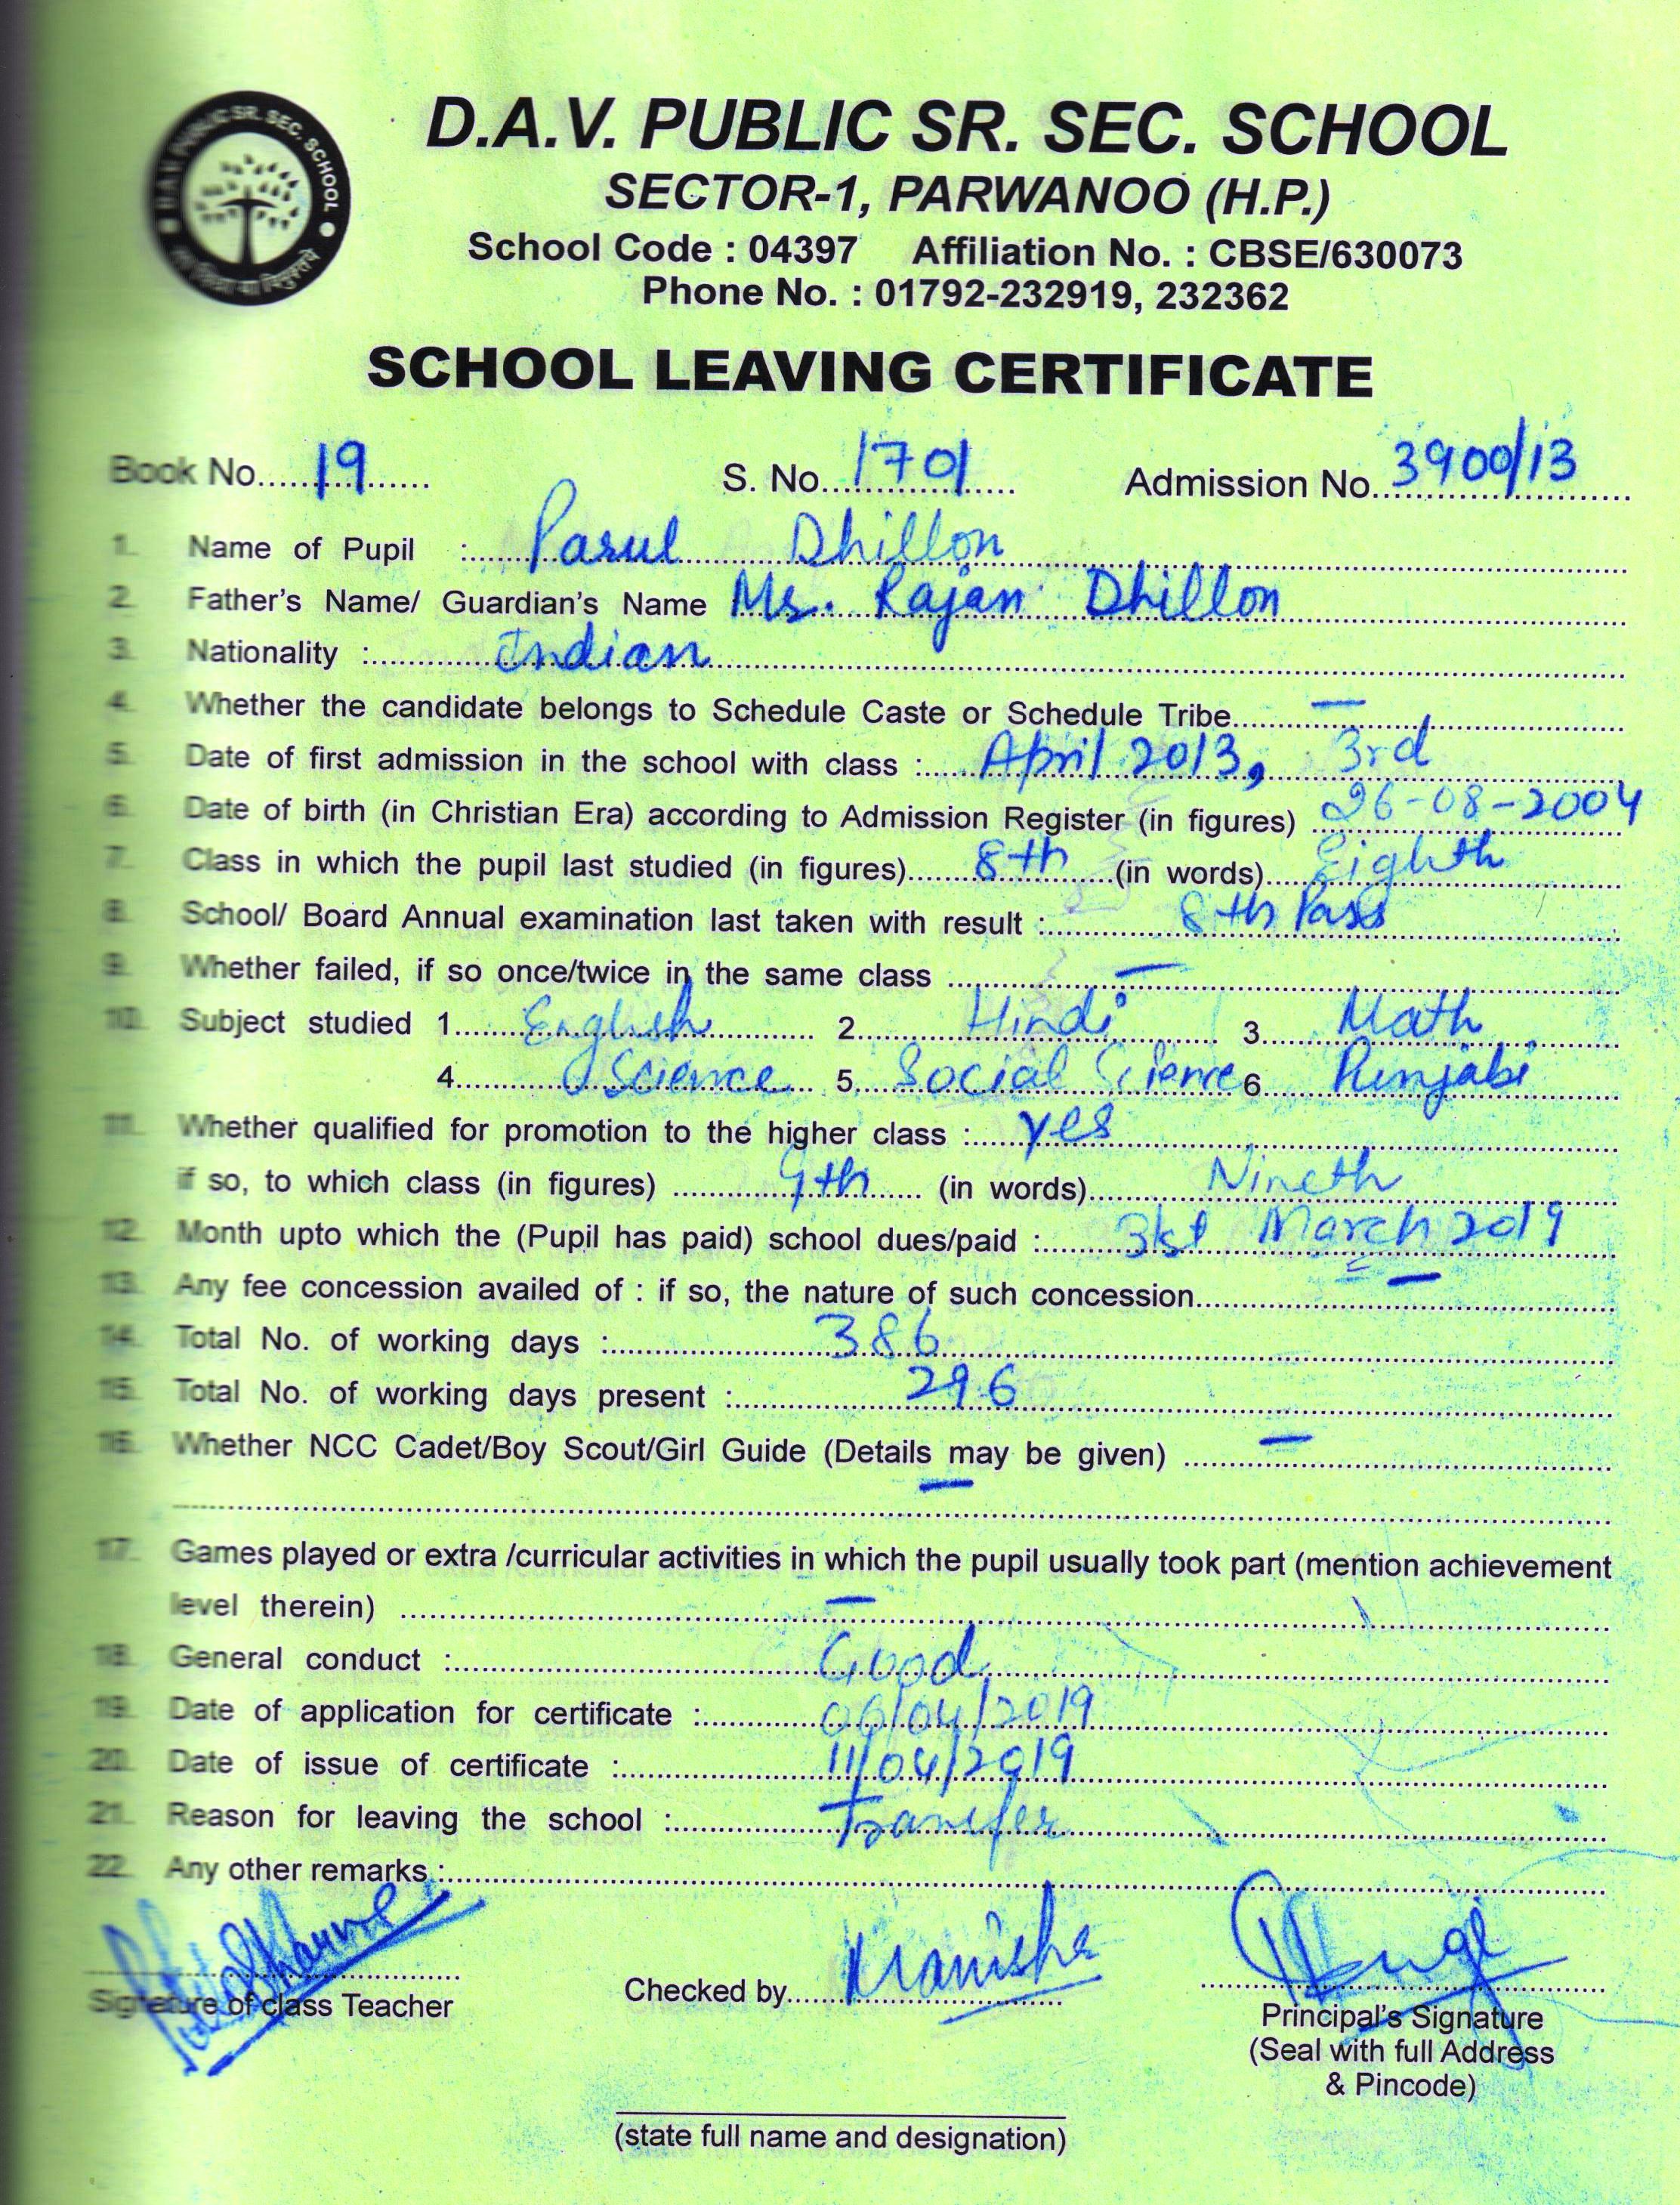 D.A.V. PUBLIC SR. SEC. SCHOOL
SECTOR-1, PARWANOO (H.P.)
School Code : 04397 Affiliation No. : CBSE/630073
Phone No. : 01792-232919, 232362
D.A.V. PUBLIC SR. SEC. SCHOOL
SCHOOL LEAVING CERTIFICATE
Book No. 19 S. No. 1701 Admission No. 3900/13
1. Name of Pupil : Parul Dhillon
2. Father's Name/ Guardian's Name Mr. Rajan Dhillon
3. Nationality : Indian
4. Whether the candidate belongs to Schedule Caste or Schedule Tribe. —
5. Date of first admission in the school with class : April 2013, 3rd
6. Date of birth (in Christian Era) according to Admission Register (in figures) 26-08-2004
7. Class in which the pupil last studied (in figures) 8th (in words) Eighth
8. School/ Board Annual examination last taken with result : 8th Pass
9. Whether failed, if so once/twice in the same class —
10. Subject studied 1. English 2. Hindi 3. Math
4. Science 5. Social Science 6 Punjabi
11. Whether qualified for promotion to the higher class : yes
if so, to which class (in figures) 9th (in words) Nineth
12. Month upto which the (Pupil has paid) school dues/paid : 31st March 2019
13. Any fee concession availed of : if so, the nature of such concession. —
14. Total No. of working days : 386
15. Total No. of working days present : 296
16. Whether NCC Cadet/Boy Scout/Girl Guide (Details may be given) —
—
17. Games played or extra /curricular activities in which the pupil usually took part (mention achievement
level therein) —
18. General conduct : Good
19. Date of application for certificate : 06/04/2019
20. Date of issue of certificate : 11/04/2019
21. Reason for leaving the school : Transfer
22. Any other remarks :
Signature of class Teacher Checked by Manisha Principal's Signature
(Seal with full Address
& Pincode)
(state full name and designation)